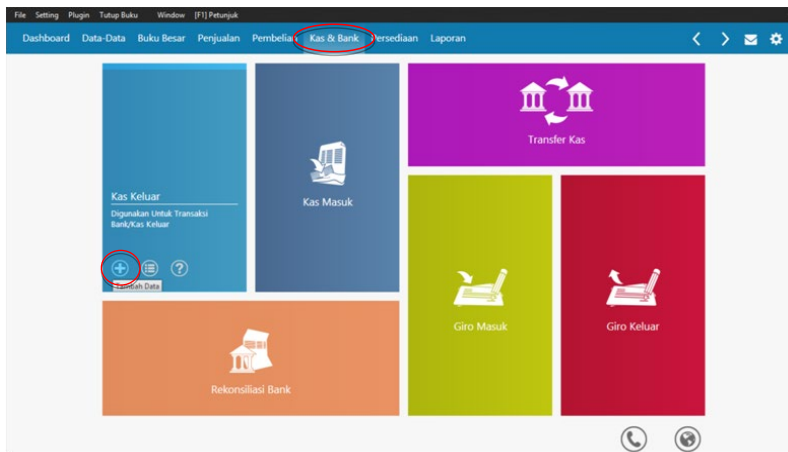 File Setting Plugin Tutup Buku Window [F1] Petunjuk
Dashboard Data-Data Buku Besar Penjualan Pembelian Kas & Bank Persediaan Laporan
Transfer Kas
Kas Keluar
Digunakan Untuk Transaksi
Bank/Kas Keluar
Tambah Data
Kas Masuk
Giro Masuk
Giro Keluar
Rekonsiliasi Bank